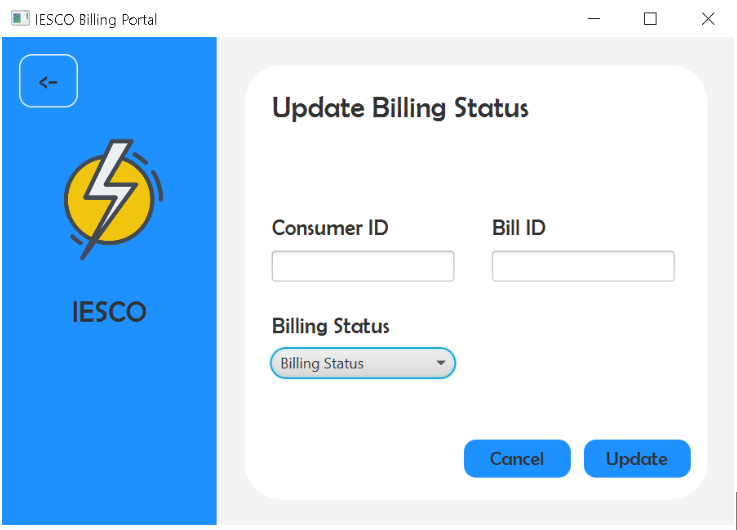 IESCO Billing Portal
<-
IESCO
Update Billing Status
Consumer ID
Bill ID
Billing Status
Billing Status
Cancel
Update